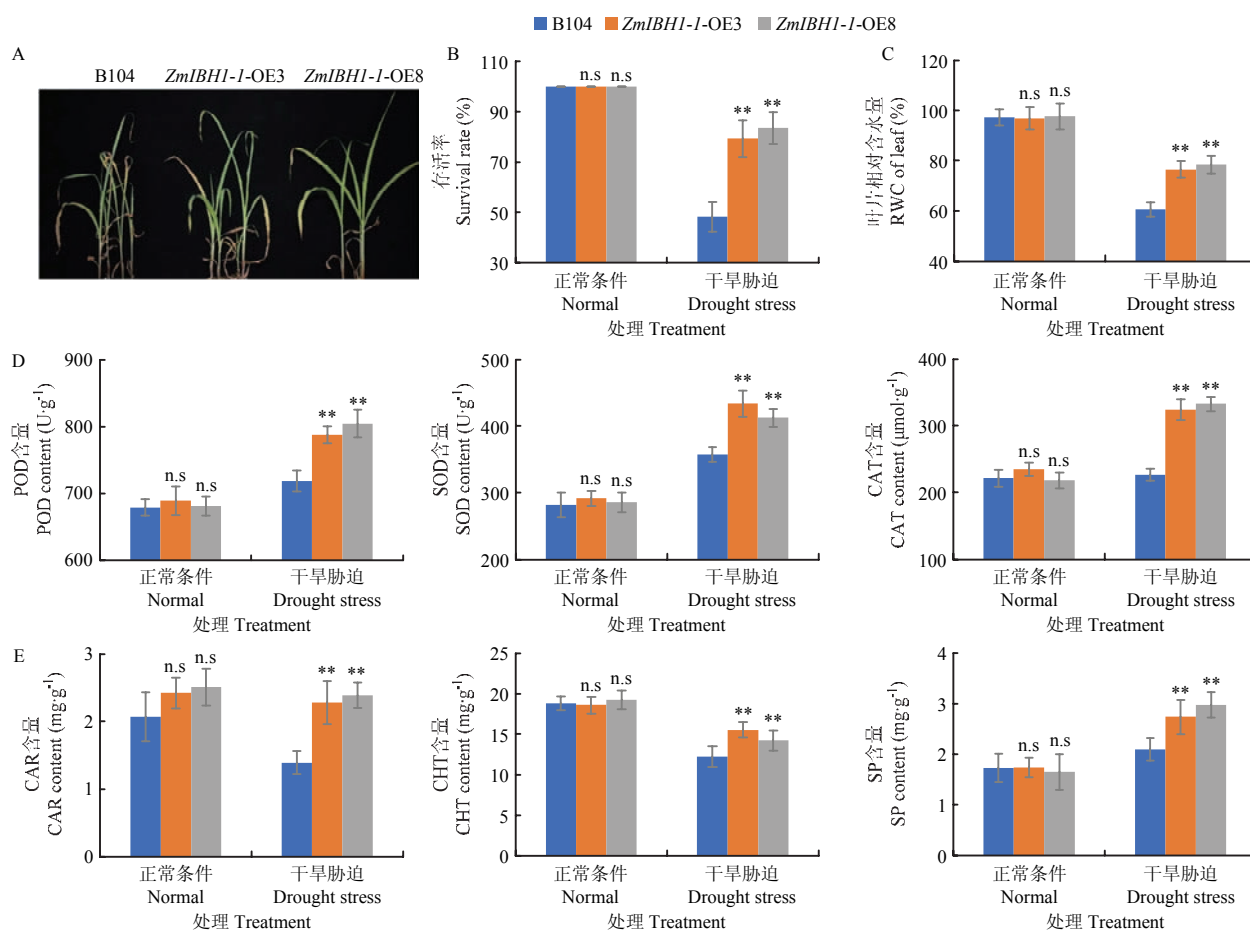 B104 ZmIBH1-1-OE3 ZmIBH1-1-OE8
A
B104 ZmIBH1-1-OE3 ZmIBH1-1-OE8
B
存活率
Survival rate (%)
110
90
70
50
30
n.s n.s
** **
正常条件 干旱胁迫
Normal Drought stress
处理 Treatment
C
叶片相对含水量
RWC of leaf (%)
120
100
80
60
40
n.s n.s
** **
正常条件 干旱胁迫
Normal Drought stress
处理 Treatment
D
POD含量
POD content (U·g⁻¹)
900
800
700
600
n.s n.s
** **
正常条件 干旱胁迫
Normal Drought stress
处理 Treatment
SOD含量
SOD content (U·g⁻¹)
500
400
300
200
n.s n.s
** **
正常条件 干旱胁迫
Normal Drought stress
处理 Treatment
CAT含量
CAT content (μmol·g⁻¹)
400
300
200
100
n.s n.s
** **
正常条件 干旱胁迫
Normal Drought stress
处理 Treatment
E
CAR含量
CAR content (mg·g⁻¹)
3
2
1
0
n.s n.s
** **
正常条件 干旱胁迫
Normal Drought stress
处理 Treatment
CHT含量
CHT content (mg·g⁻¹)
25
20
15
10
5
0
n.s n.s
** **
正常条件 干旱胁迫
Normal Drought stress
处理 Treatment
SP含量
SP content (mg·g⁻¹)
4
3
2
1
0
n.s n.s
** **
正常条件 干旱胁迫
Normal Drought stress
处理 Treatment